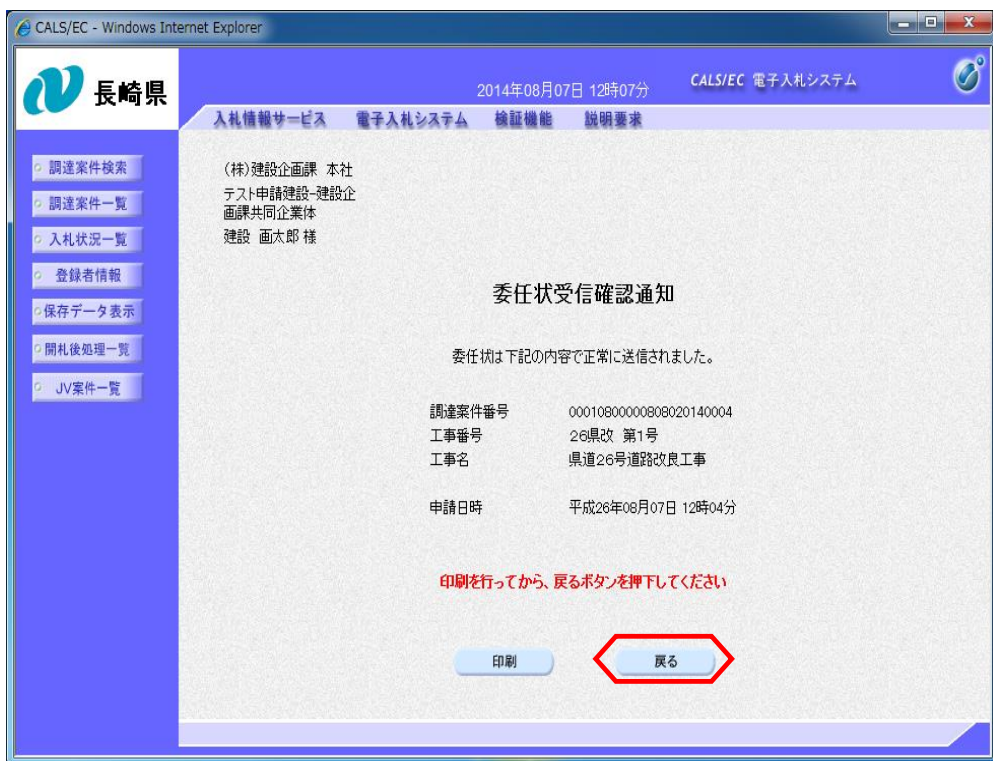 CALS/EC - Windows Internet Explorer
長崎県
2014年08月07日 12時07分
CALS/EC 電子入札システム
入札情報サービス 電子入札システム 検証機能 説明要求
調達案件検索
調達案件一覧
入札状況一覧
登録者情報
保存データ表示
開札後処理一覧
JV案件一覧
(株)建設企画課 本社
テスト申請建設-建設企
画課共同企業体
建設 画太郎 様
委任状受信確認通知
委任状は下記の内容で正常に送信されました。
調達案件番号 00010800000808020140004
工事番号 26県改 第1号
工事名 県道26号道路改良工事
申請日時 平成26年08月07日 12時04分
印刷を行ってから、戻るボタンを押下してください
印刷 戻る